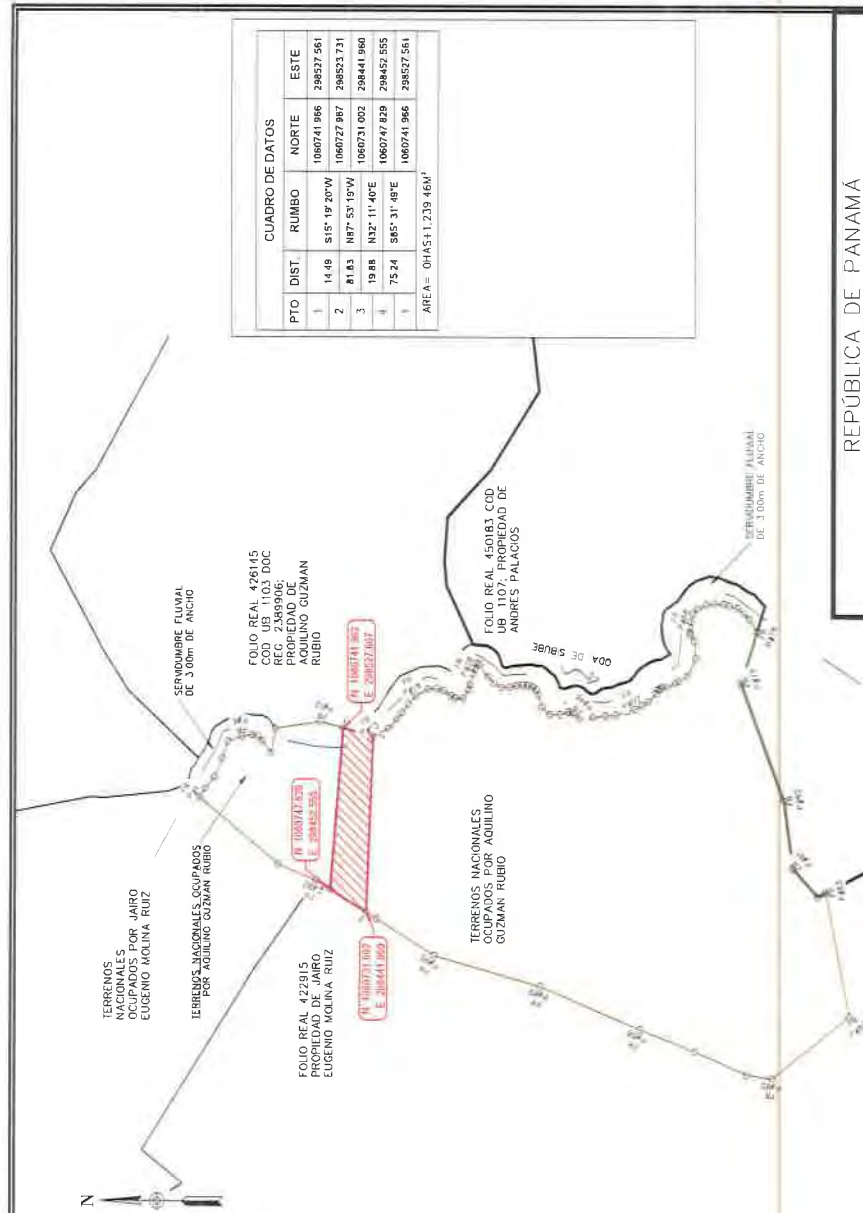 N
TERRENOS
NACIONALES
OCUPADOS POR JAIRO
EUGENIO MOLINA RUIZ
TERRENOS NACIONALES OCUPADOS
POR AQUILINO GUZMAN RUBIO
SERVIDUMBRE FLUVIAL
DE 3.00m DE ANCHO
FOLIO REAL 426145
COD UB 1103 DOC
REG 2389906;
PROPIEDAD DE
AQUILINO GUZMAN
RUBIO
FOLIO REAL 422915
PROPIEDAD DE JAIRO
EUGENIO MOLINA RUIZ
N 1060747.829
E 298452.555
N 1060731.002
E 298441.960
TERRENOS NACIONALES
OCUPADOS POR AQUILINO
GUZMAN RUBIO
FOLIO REAL 450183 COD
UB 1107; PROPIEDAD DE
ANDRES PALACIOS
QDA DE SIBUBE
SERVIDUMBRE FLUVIAL
DE 3.00m DE ANCHO
CUADRO DE DATOS
PTO DIST. RUMBO NORTE ESTE
1 1060741.966 298527.561
14.49 S15° 19' 20"W
2 1060727.987 298523.731
81.83 N87° 53' 19"W
3 1060731.002 298441.960
19.88 N32° 11' 40"E
4 1060747.829 298452.555
75.24 S85° 31' 49"E
1 1060741.966 298527.561
AREA= 0HAS+1,239.46M²
REPÚBLICA DE PANAMÁ